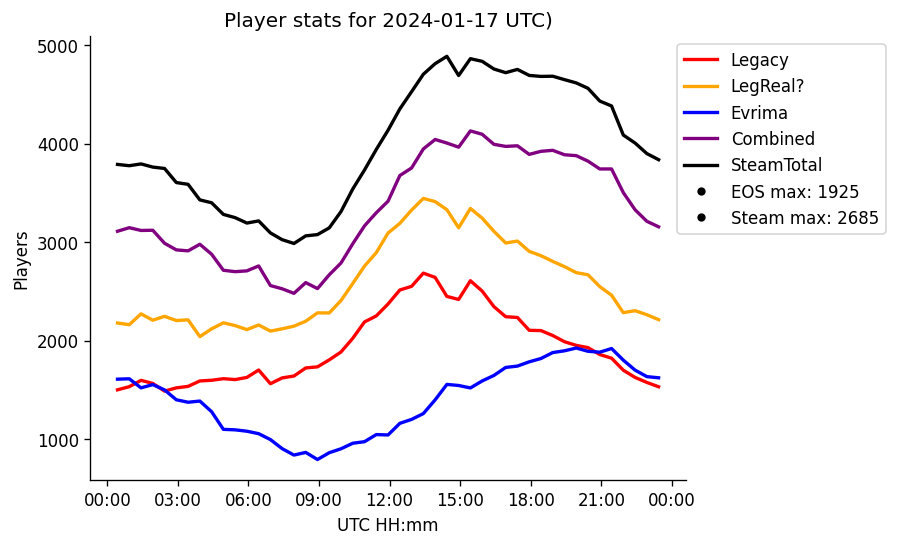 Player stats for 2024-01-17 UTC)
5000
4000
3000
2000
1000
Players
00:00 03:00 06:00 09:00 12:00 15:00 18:00 21:00 00:00
UTC HH:mm
Legacy
LegReal?
Evrima
Combined
SteamTotal
EOS max: 1925
Steam max: 2685